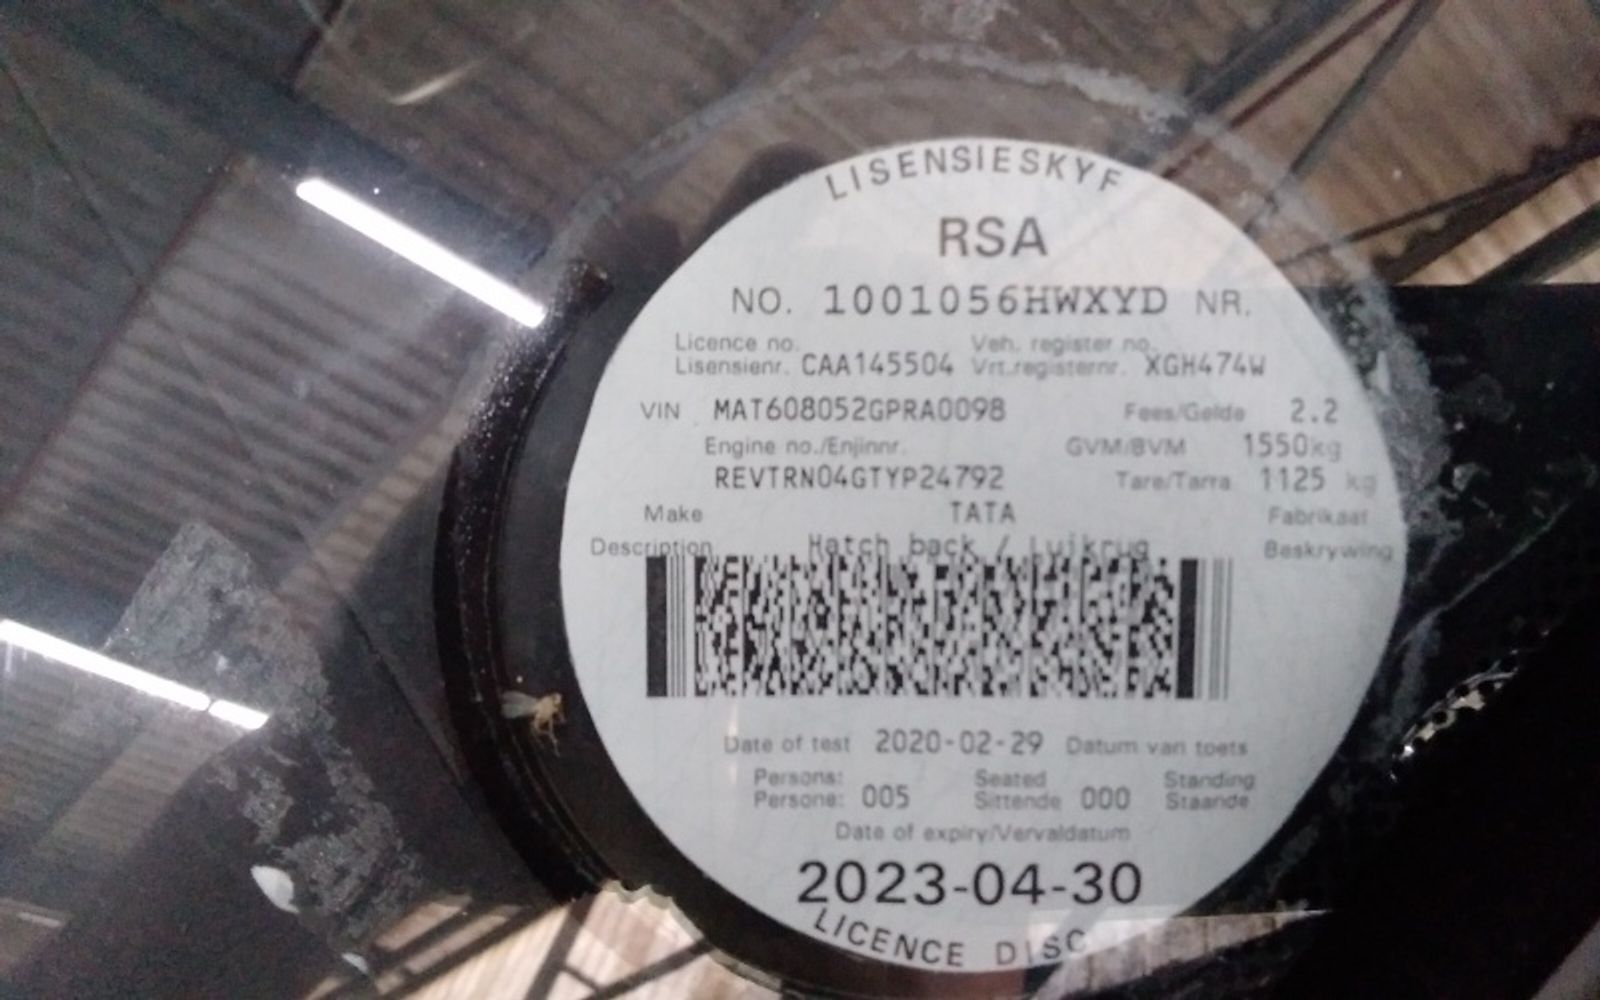 LISENSIESKYF
RSA
NO. 1001056HWXYD NR.
Licence no. Veh. register no.
Lisensienr. CAA145504 Vrt.registernr. XGH474W
VIN MAT608052GPRA0098 Fees/Gelde 2.2
Engine no./Enjinnr. GVM/BVM 1550kg
REVTRN04GTYP24792 Tare/Tarra 1125 kg
Make TATA Fabrikaat
Description Hatch back / Luikrug Beskrywing
Date of test 2020-02-29 Datum van toets
Persons: Seated Standing
Persone: 005 Sittende 000 Staande
Date of expiry/Vervaldatum
2023-04-30
LICENCE DISC